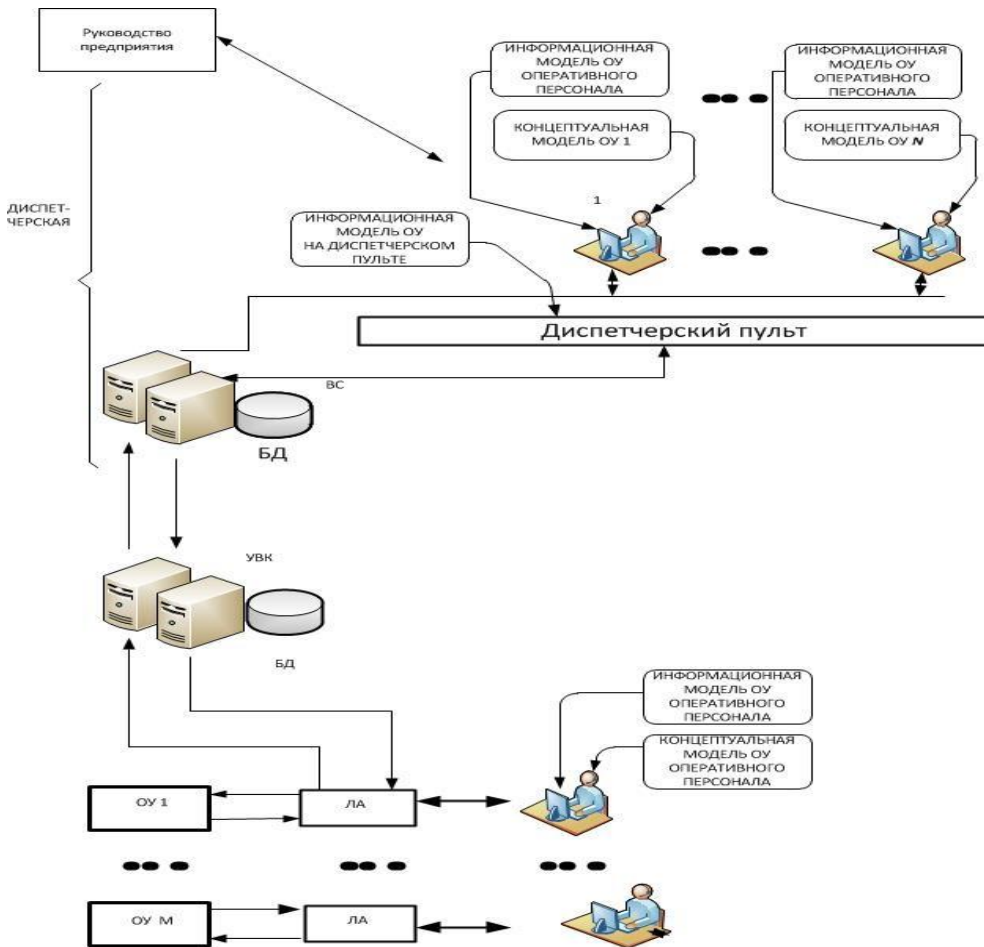 Руководство
предприятия
ИНФОРМАЦИОННАЯ
МОДЕЛЬ ОУ
ОПЕРАТИВНОГО
ПЕРСОНАЛА
ИНФОРМАЦИОННАЯ
МОДЕЛЬ ОУ
ОПЕРАТИВНОГО
ПЕРСОНАЛА
КОНЦЕПТУАЛЬНАЯ
МОДЕЛЬ ОУ 1
КОНЦЕПТУАЛЬНАЯ
МОДЕЛЬ ОУ N
ДИСПЕТ-
ЧЕРСКАЯ
1
ИНФОРМАЦИОННАЯ
МОДЕЛЬ ОУ
НА ДИСПЕТЧЕРСКОМ
ПУЛЬТЕ
Диспетчерский пульт
ВС
БД
УВК
БД
ИНФОРМАЦИОННАЯ
МОДЕЛЬ ОУ
ОПЕРАТИВНОГО
ПЕРСОНАЛА
КОНЦЕПТУАЛЬНАЯ
МОДЕЛЬ ОУ
ОПЕРАТИВНОГО
ПЕРСОНАЛА
ОУ 1
ЛА
ОУ М
ЛА